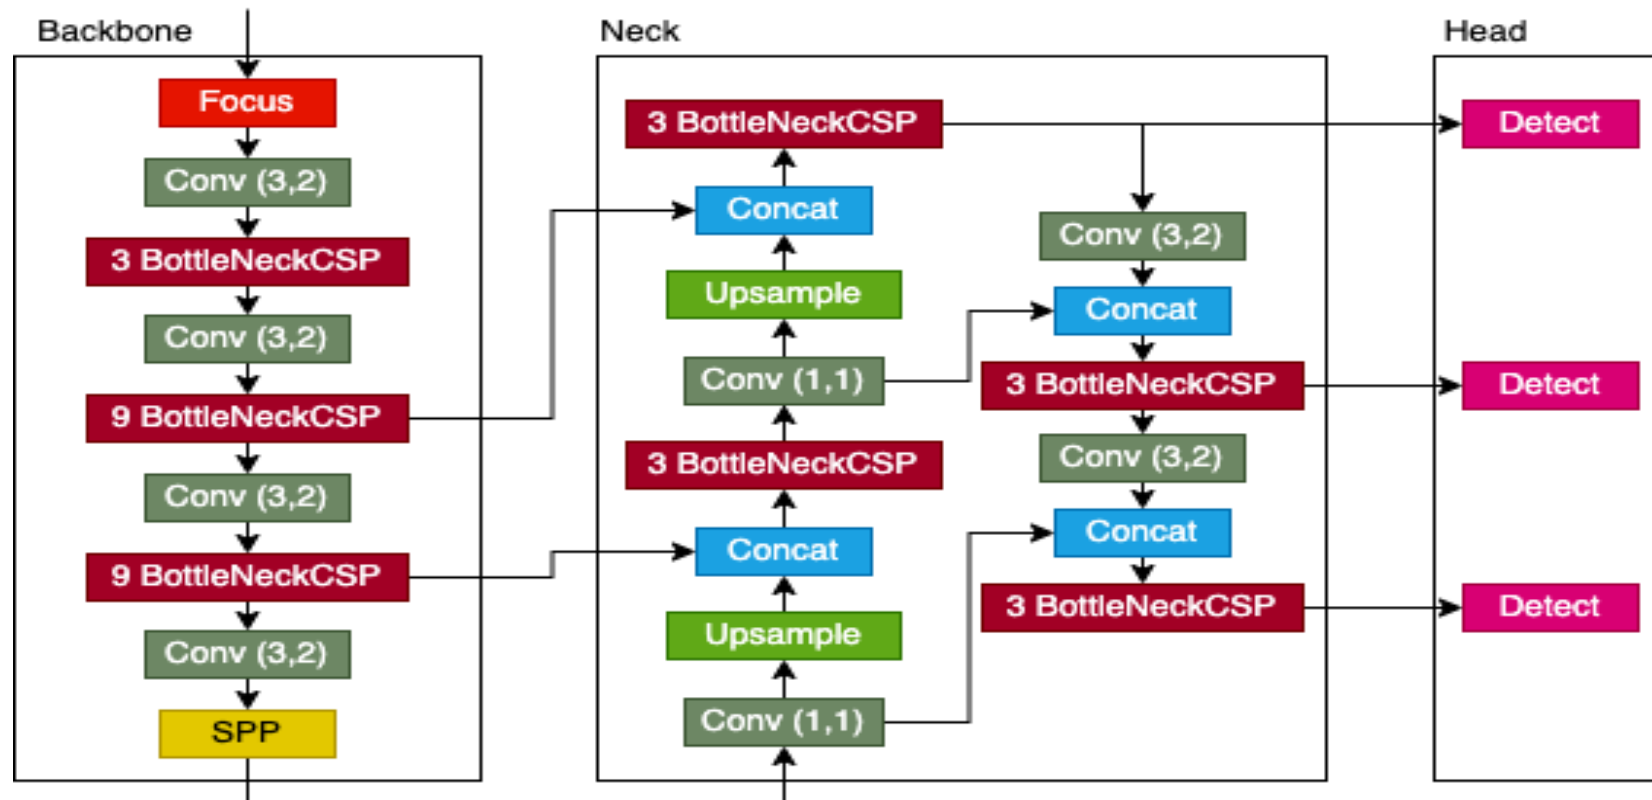 Backbone
Focus
Conv (3,2)
3 BottleNeckCSP
Conv (3,2)
9 BottleNeckCSP
Conv (3,2)
9 BottleNeckCSP
Conv (3,2)
SPP
Neck
3 BottleNeckCSP
Concat
Upsample
Conv (1,1)
3 BottleNeckCSP
Concat
Upsample
Conv (1,1)
Conv (3,2)
Concat
3 BottleNeckCSP
Conv (3,2)
Concat
3 BottleNeckCSP
Head
Detect
Detect
Detect